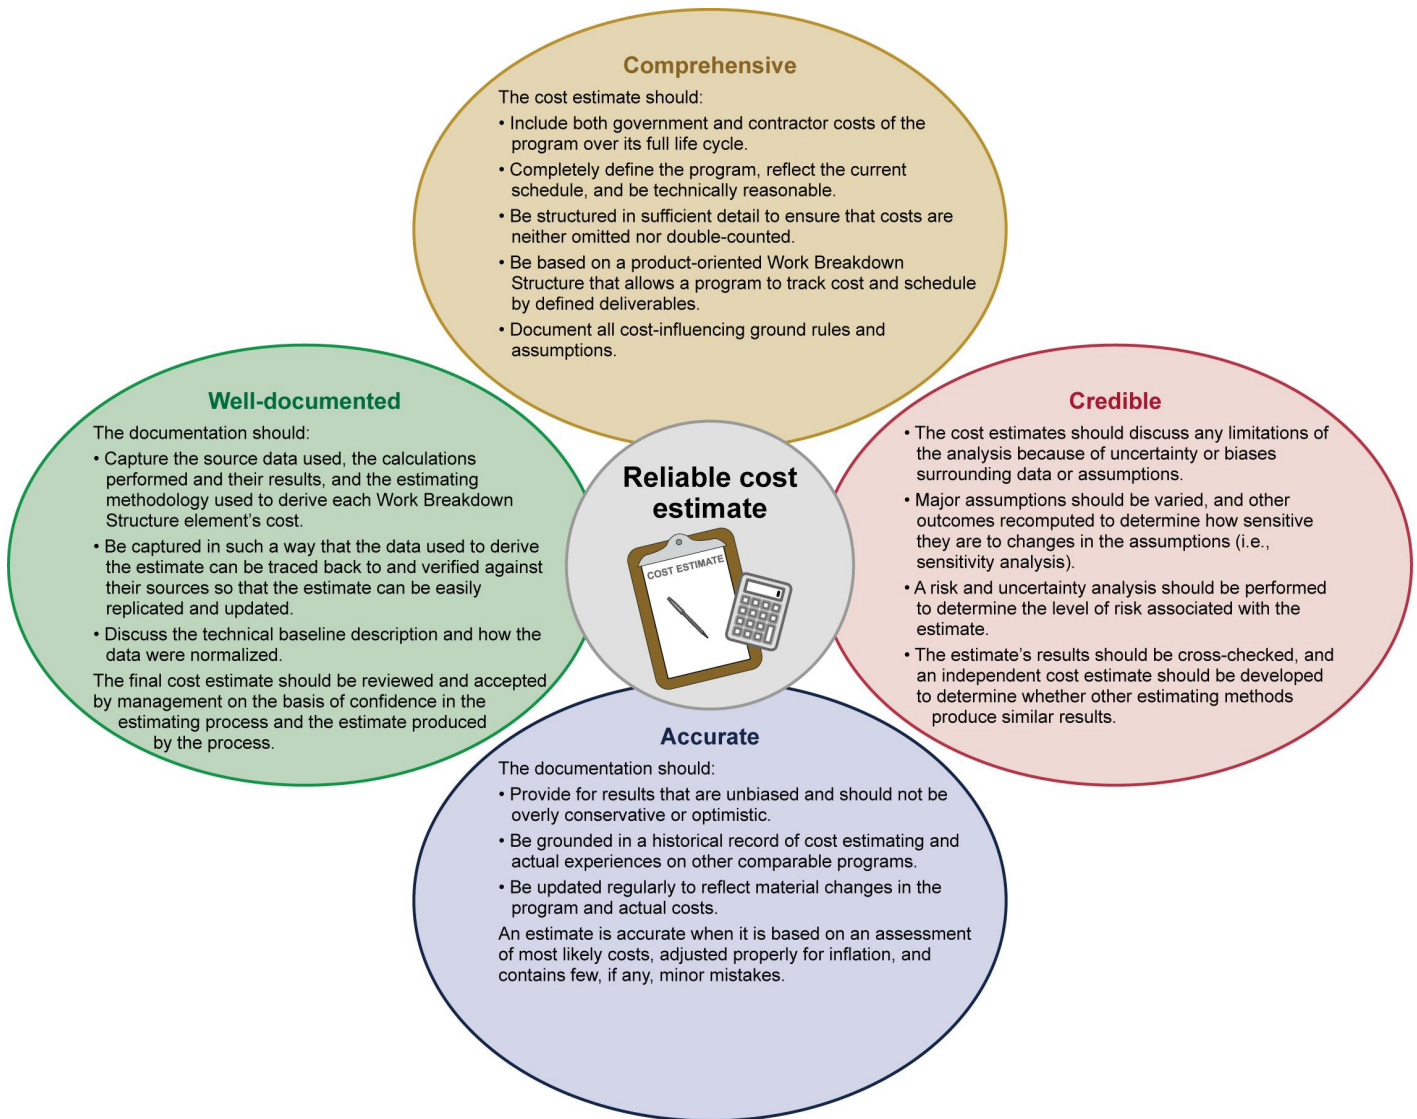 Comprehensive
The cost estimate should:
• Include both government and contractor costs of the
program over its full life cycle.
• Completely define the program, reflect the current
schedule, and be technically reasonable.
• Be structured in sufficient detail to ensure that costs are
neither omitted nor double-counted.
• Be based on a product-oriented Work Breakdown
Structure that allows a program to track cost and schedule
by defined deliverables.
• Document all cost-influencing ground rules and
assumptions.
Well-documented
The documentation should:
• Capture the source data used, the calculations
performed and their results, and the estimating
methodology used to derive each Work Breakdown
Structure element’s cost.
• Be captured in such a way that the data used to derive
the estimate can be traced back to and verified against
their sources so that the estimate can be easily
replicated and updated.
• Discuss the technical baseline description and how the
data were normalized.
The final cost estimate should be reviewed and accepted
by management on the basis of confidence in the
estimating process and the estimate produced
by the process.
Reliable cost
estimate
COST ESTIMATE
Credible
• The cost estimates should discuss any limitations of
the analysis because of uncertainty or biases
surrounding data or assumptions.
• Major assumptions should be varied, and other
outcomes recomputed to determine how sensitive
they are to changes in the assumptions (i.e.,
sensitivity analysis).
• A risk and uncertainty analysis should be performed
to determine the level of risk associated with the
estimate.
• The estimate’s results should be cross-checked, and
an independent cost estimate should be developed
to determine whether other estimating methods
produce similar results.
Accurate
The documentation should:
• Provide for results that are unbiased and should not be
overly conservative or optimistic.
• Be grounded in a historical record of cost estimating and
actual experiences on other comparable programs.
• Be updated regularly to reflect material changes in the
program and actual costs.
An estimate is accurate when it is based on an assessment
of most likely costs, adjusted properly for inflation, and
contains few, if any, minor mistakes.